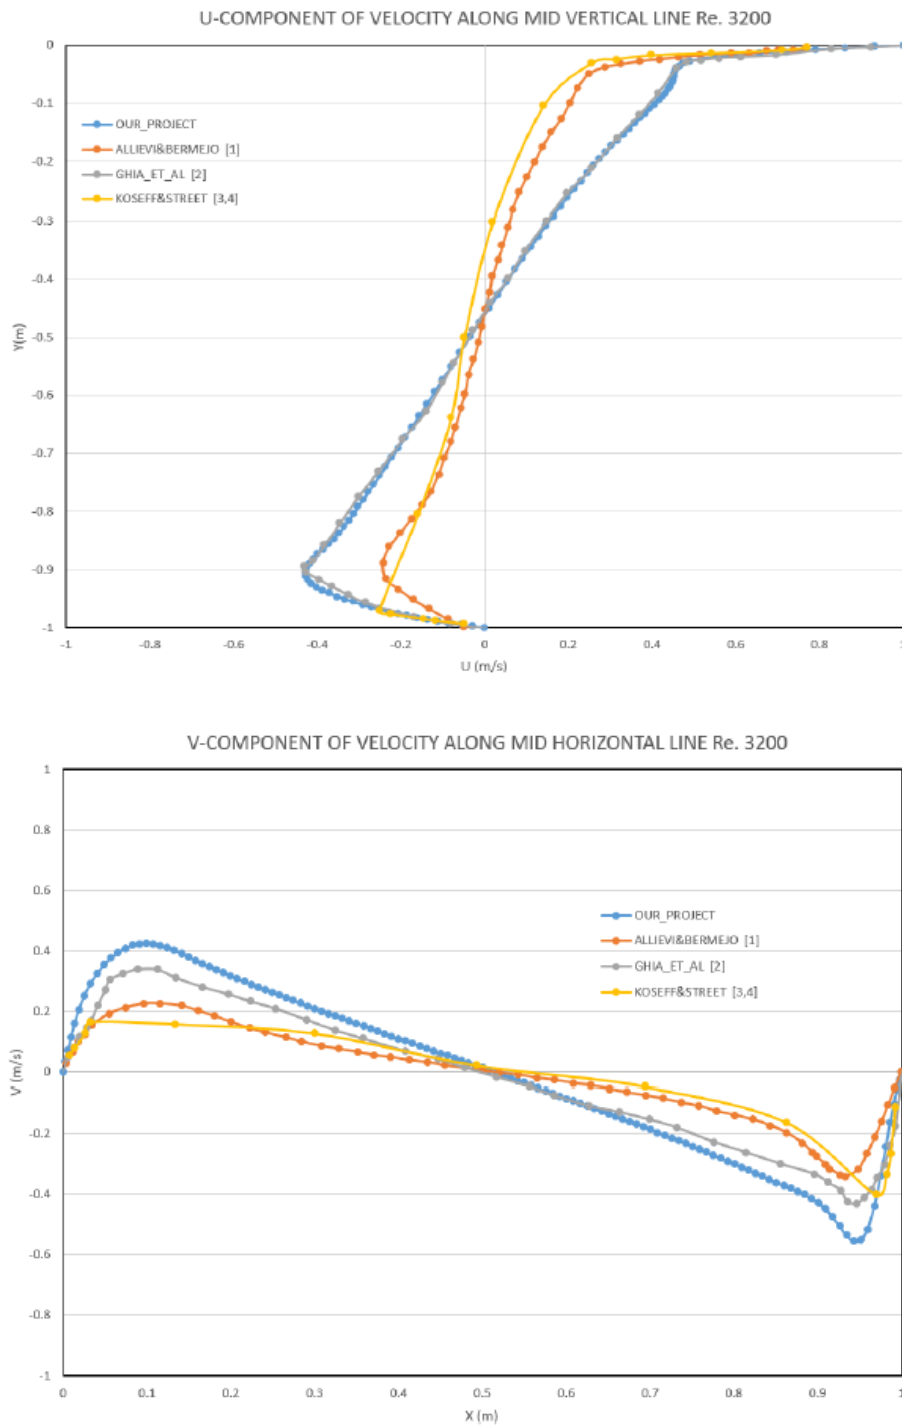 U-COMPONENT OF VELOCITY ALONG MID VERTICAL LINE Re. 3200
0
-0.1
-0.2
-0.3
-0.4
-0.5
-0.6
-0.7
-0.8
-0.9
-1
Y(m)
OUR_PROJECT
ALLIEVI&BERMEJO [1]
GHIA_ET_AL [2]
KOSEFF&STREET [3,4]
-1 -0.8 -0.6 -0.4 -0.2 0 0.2 0.4 0.6 0.8 1
U (m/s)
V-COMPONENT OF VELOCITY ALONG MID HORIZONTAL LINE Re. 3200
1
0.8
0.6
0.4
0.2
0
-0.2
-0.4
-0.6
-0.8
-1
V (m/s)
OUR_PROJECT
ALLIEVI&BERMEJO [1]
GHIA_ET_AL [2]
KOSEFF&STREET [3,4]
0 0.1 0.2 0.3 0.4 0.5 0.6 0.7 0.8 0.9 1
X (m)